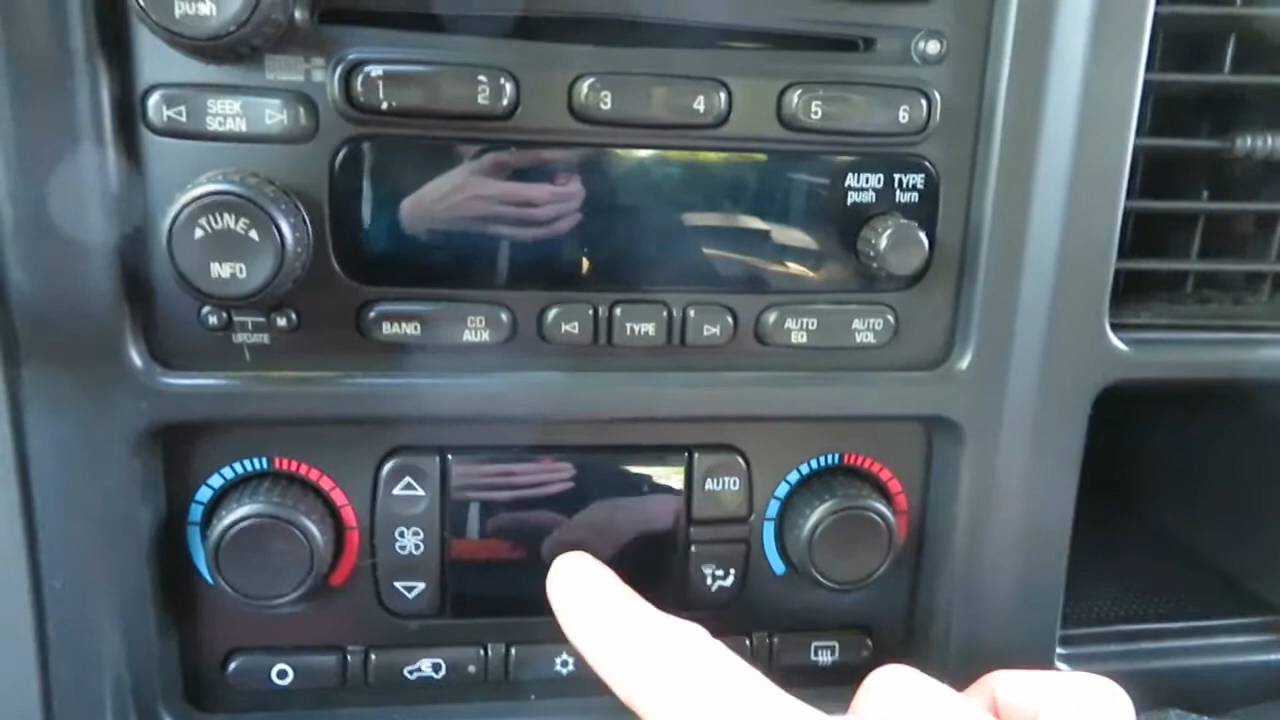 push
1 2
3 4
5 6
SEEK
SCAN
AUDIO TYPE
push turn
TUNE
INFO
H M
UPDATE
BAND
CD
AUX
TYPE
AUTO
EQ
AUTO
VOL
AUTO